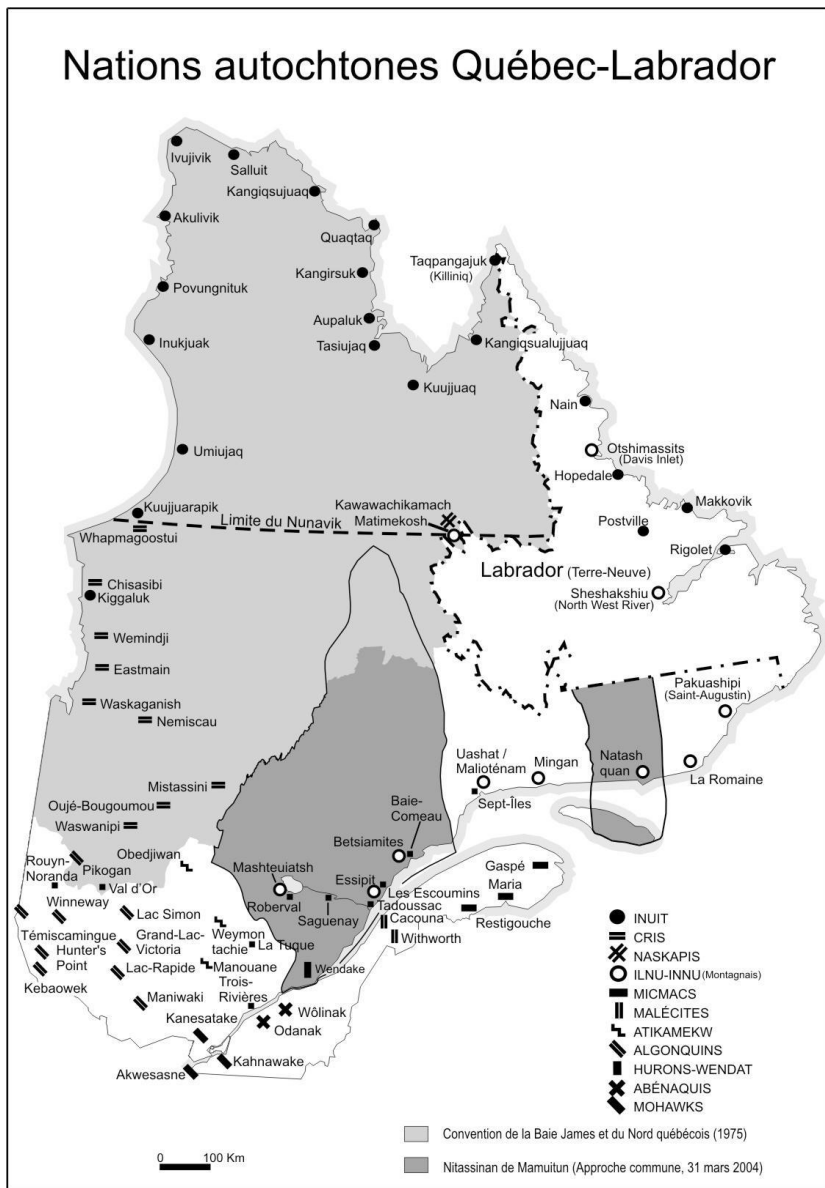 Nations autochtones Québec-Labrador
Ivujivik
Salluit
Kangiqsujuaq
Akulivik
Quaqtaq
Taqpangajuk
(Killiniq)
Kangirsuk
Povungnituk
Aupaluk
Inukjuak
Tasiujaq
Kangiqsualujjuaq
Kuujjuaq
Nain
Umiujaq
Otshimassits
(Davis Inlet)
Hopedale
Kuujjuarapik
Kawawachikamach
Makkovik
Limite du Nunavik
Matimekosh
Postville
Whapmagoostui
Rigolet
Labrador (Terre-Neuve)
Chisasibi
Kiggaluk
Sheshakshiu
(North West River)
Wemindji
Eastmain
Pakuashipi
(Saint-Augustin)
Waskaganish
Nemiscau
Uashat /
Malioténam
Mingan
Natash
quan
La Romaine
Mistassini
Sept-Îles
Oujé-Bougoumou
Baie-
Comeau
Waswanipi
Betsiamites
Obedjiwan
Rouyn-
Noranda
Pikogan
Mashteuiatsh
Gaspé
Val d'Or
Essipit
Les Escoumins
Maria
Winneway
Roberval
Tadoussac
Lac Simon
Saguenay
Cacouna
Restigouche
INUIT
Témiscamingue
Grand-Lac-
Victoria
Weymon
tachie
La Tuque
Withworth
CRIS
Hunter's
Point
NASKAPIS
Lac-Rapide
Manouane
Wendake
ILNU-INNU (Montagnais)
Kebaowek
Trois-
Rivières
MICMACS
Maniwaki
Wôlinak
MALÉCITES
Kanesatake
Odanak
ATIKAMEKW
ALGONQUINS
Kahnawake
HURONS-WENDAT
Akwesasne
ABÉNAQUIS
MOHAWKS
Convention de la Baie James et du Nord québécois (1975)
0 100 Km
Nitassinan de Mamuitun (Approche commune, 31 mars 2004)